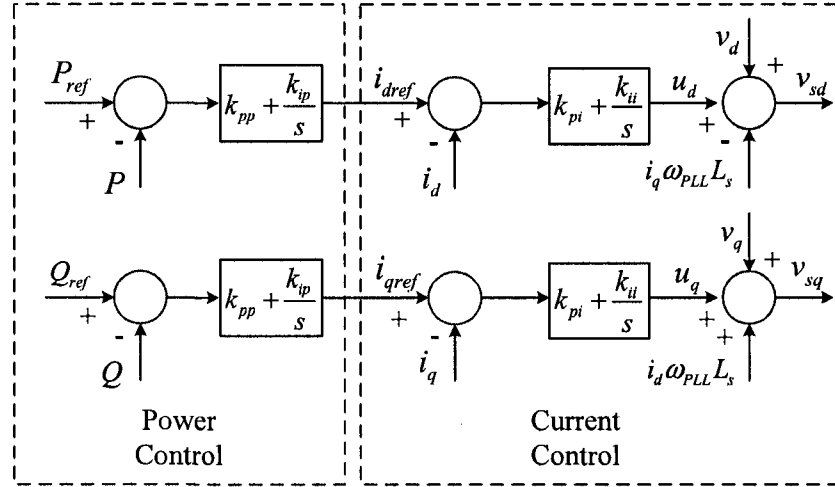 P_ref
+
-
P
k_pp + k_ip/s
i_dref
+
-
i_d
k_pi + k_ii/s
u_d
+
v_d
+
-
i_q ω_PLL L_s
v_sd
Q_ref
+
-
Q
k_pp + k_ip/s
i_qref
+
-
i_q
k_pi + k_ii/s
u_q
+
v_q
+
+
i_d ω_PLL L_s
v_sq
Power
Control
Current
Control